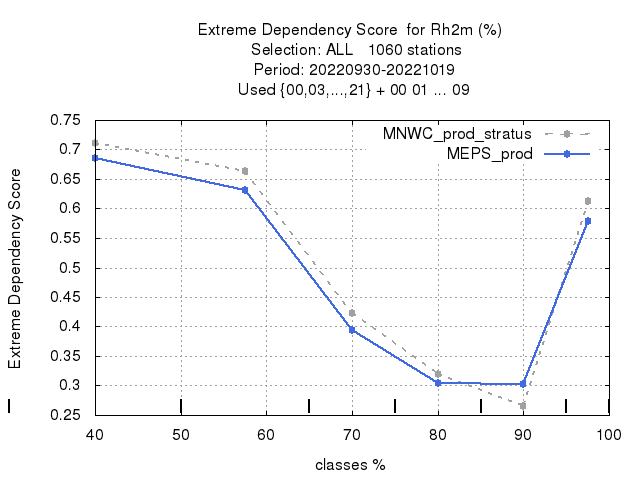 Extreme Dependency Score  for Rh2m (%)
Selection: ALL   1060 stations
Period: 20220930-20221019
Used {00,03,...,21} + 00 01 ... 09
MNWC_prod_stratus
MEPS_prod
Extreme Dependency Score
0.75
0.7
0.65
0.6
0.55
0.5
0.45
0.4
0.35
0.3
0.25
40 50 60 70 80 90 100
classes %